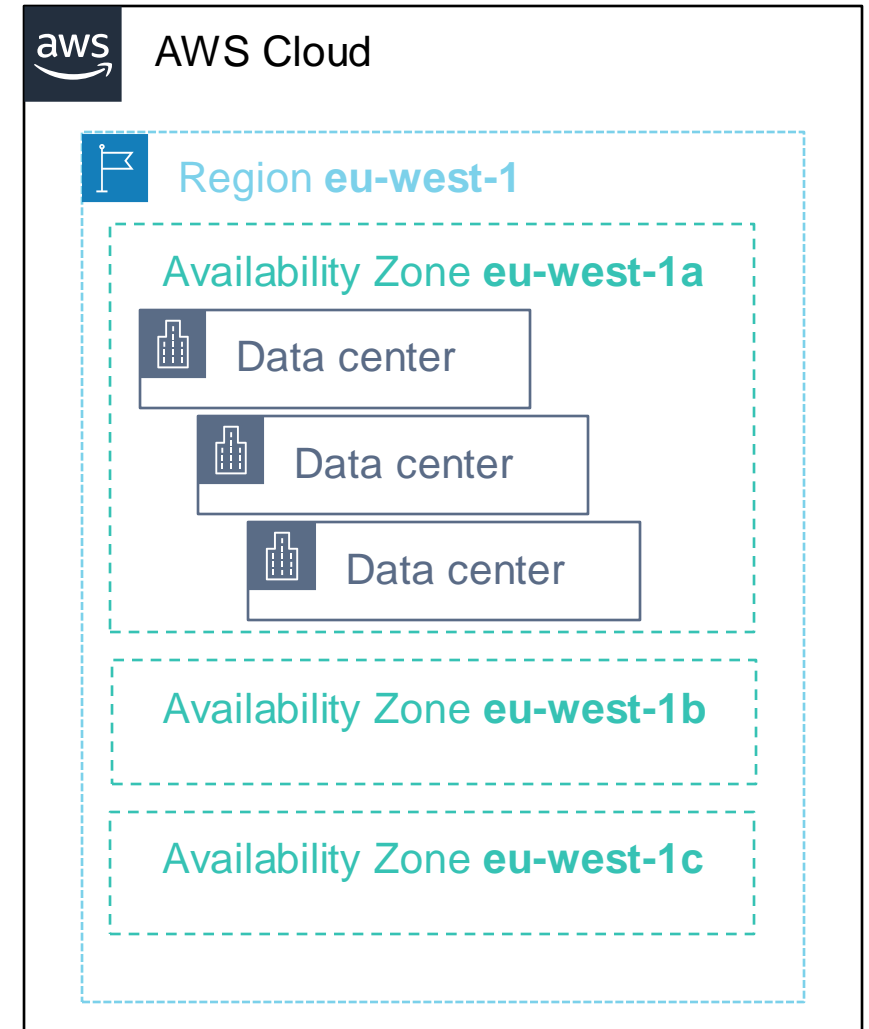 aws
AWS Cloud
Region eu-west-1
Availability Zone eu-west-1a
Data center
Data center
Data center
Availability Zone eu-west-1b
Availability Zone eu-west-1c